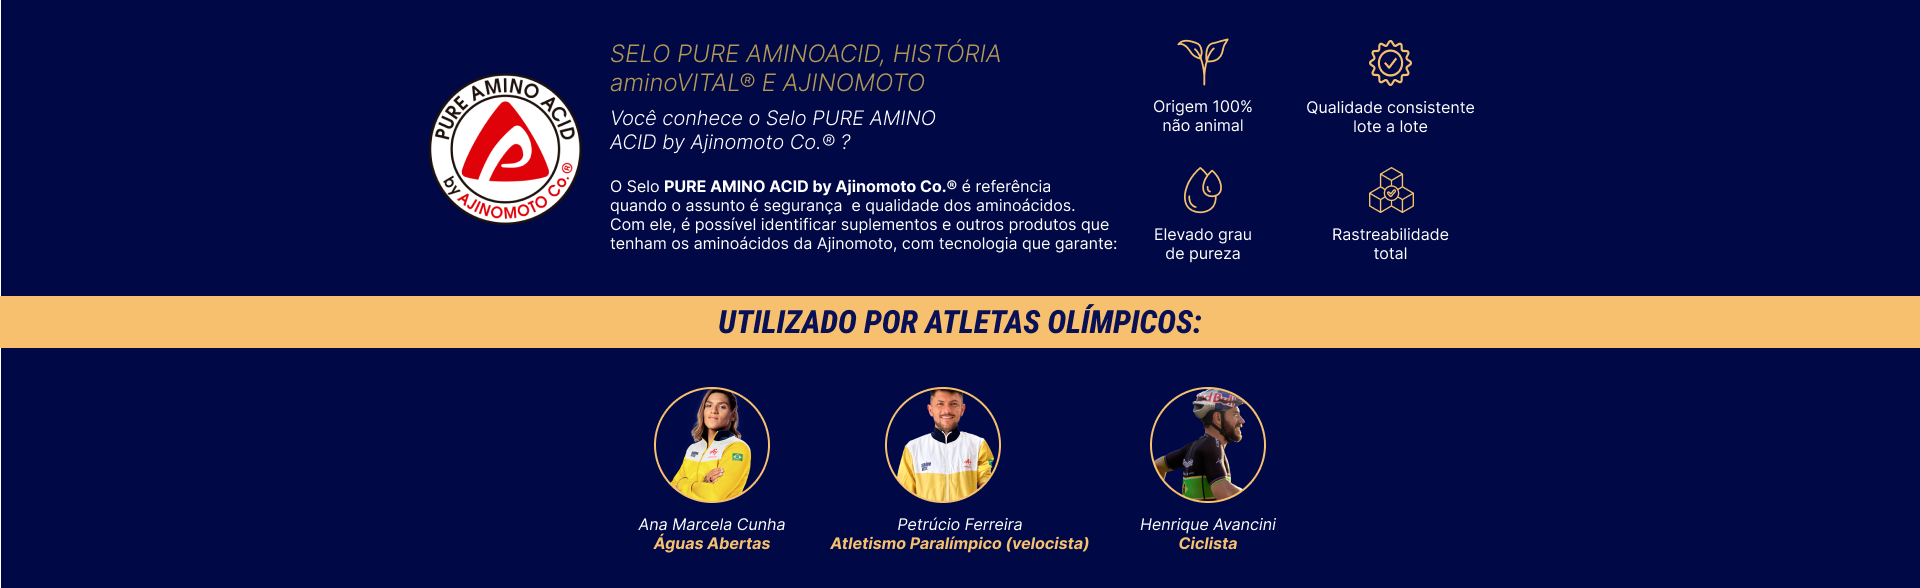 PURE AMINO ACID
by AJINOMOTO Co.®
SELO PURE AMINOACID, HISTÓRIA
aminoVITAL® E AJINOMOTO
Você conhece o Selo PURE AMINO
ACID by Ajinomoto Co.® ?
O Selo PURE AMINO ACID by Ajinomoto Co.® é referência
quando o assunto é segurança e qualidade dos aminoácidos.
Com ele, é possível identificar suplementos e outros produtos que
tenham os aminoácidos da Ajinomoto, com tecnologia que garante:
Origem 100%
não animal
Qualidade consistente
lote a lote
Elevado grau
de pureza
Rastreabilidade
total
UTILIZADO POR ATLETAS OLÍMPICOS:
Ana Marcela Cunha
Águas Abertas
Petrúcio Ferreira
Atletismo Paralímpico (velocista)
Henrique Avancini
Ciclista